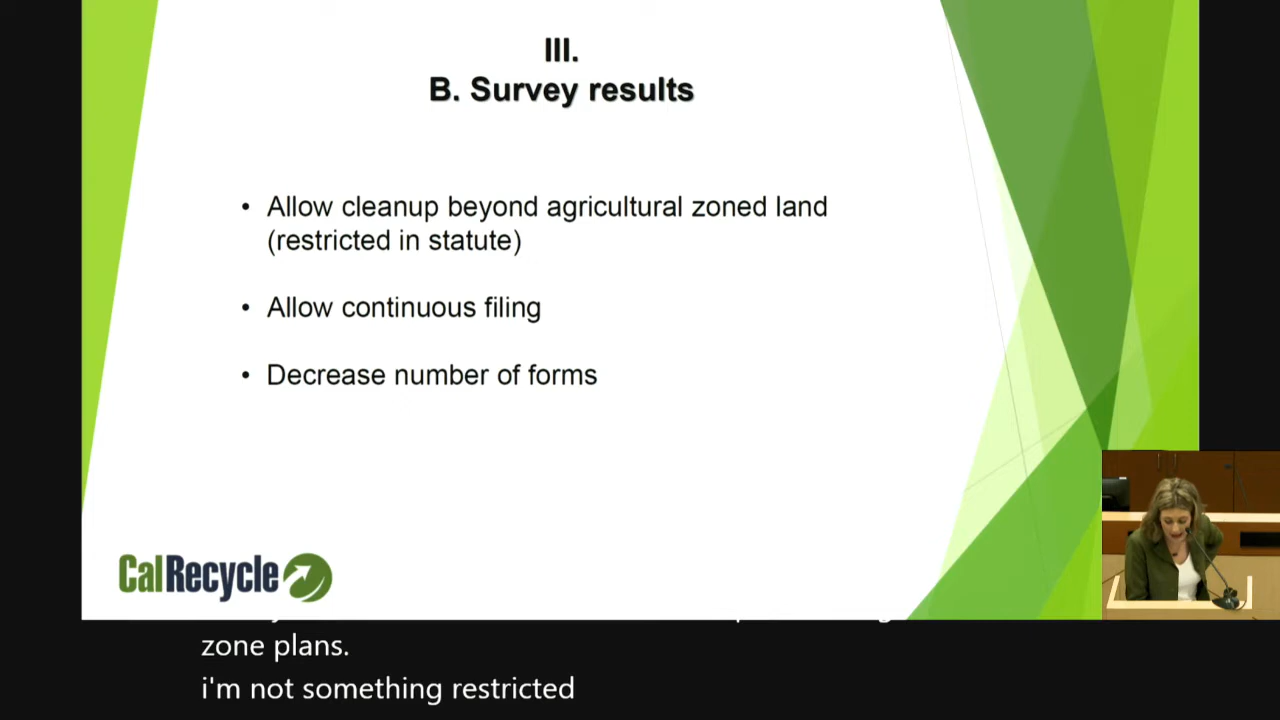 III.
B. Survey results
• Allow cleanup beyond agricultural zoned land
(restricted in statute)
• Allow continuous filing
• Decrease number of forms
CalRecycle
zone plans.
i'm not something restricted